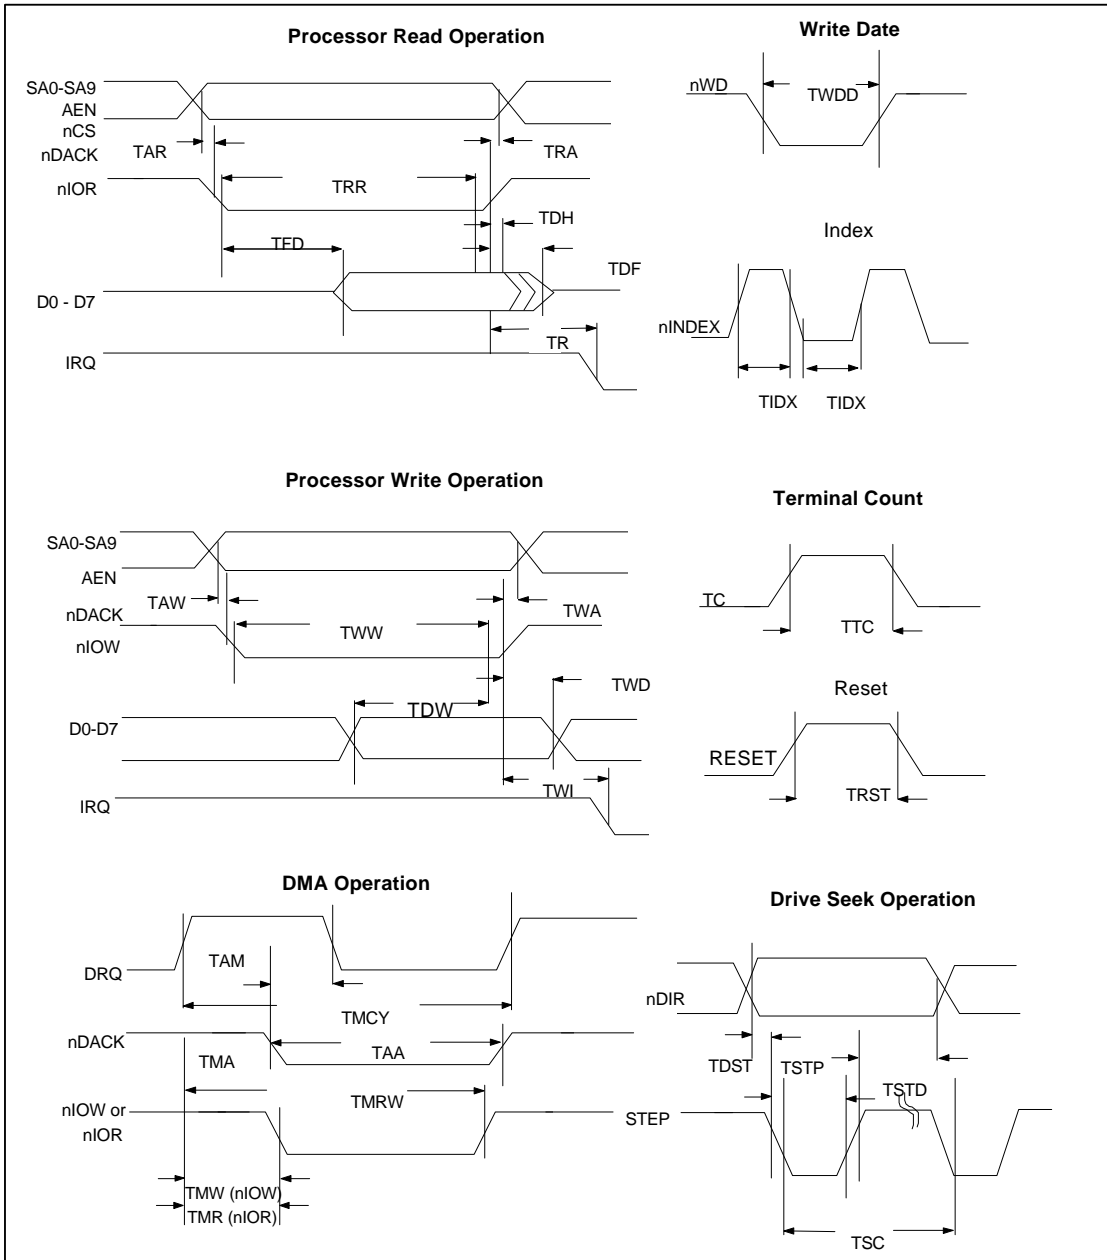 Processor Read Operation
SA0-SA9
AEN
nCS
nDACK
TAR
TRA
nIOR
TRR
TDH
TFD
TDF
D0 - D7
TR
IRQ
Write Date
nWD
TWDD
Index
nINDEX
TIDX
TIDX
Processor Write Operation
SA0-SA9
AEN
TAW
nDACK
TWA
nIOW
TWW
TWD
TDW
D0-D7
TWI
IRQ
Terminal Count
TC
TTC
Reset
RESET
TRST
DMA Operation
TAM
DRQ
TMCY
nDACK
TAA
TMA
TMRW
nIOW or
nIOR
TMW (nIOW)
TMR (nIOR)
Drive Seek Operation
nDIR
TDST
TSTP
TSTD
STEP
TSC